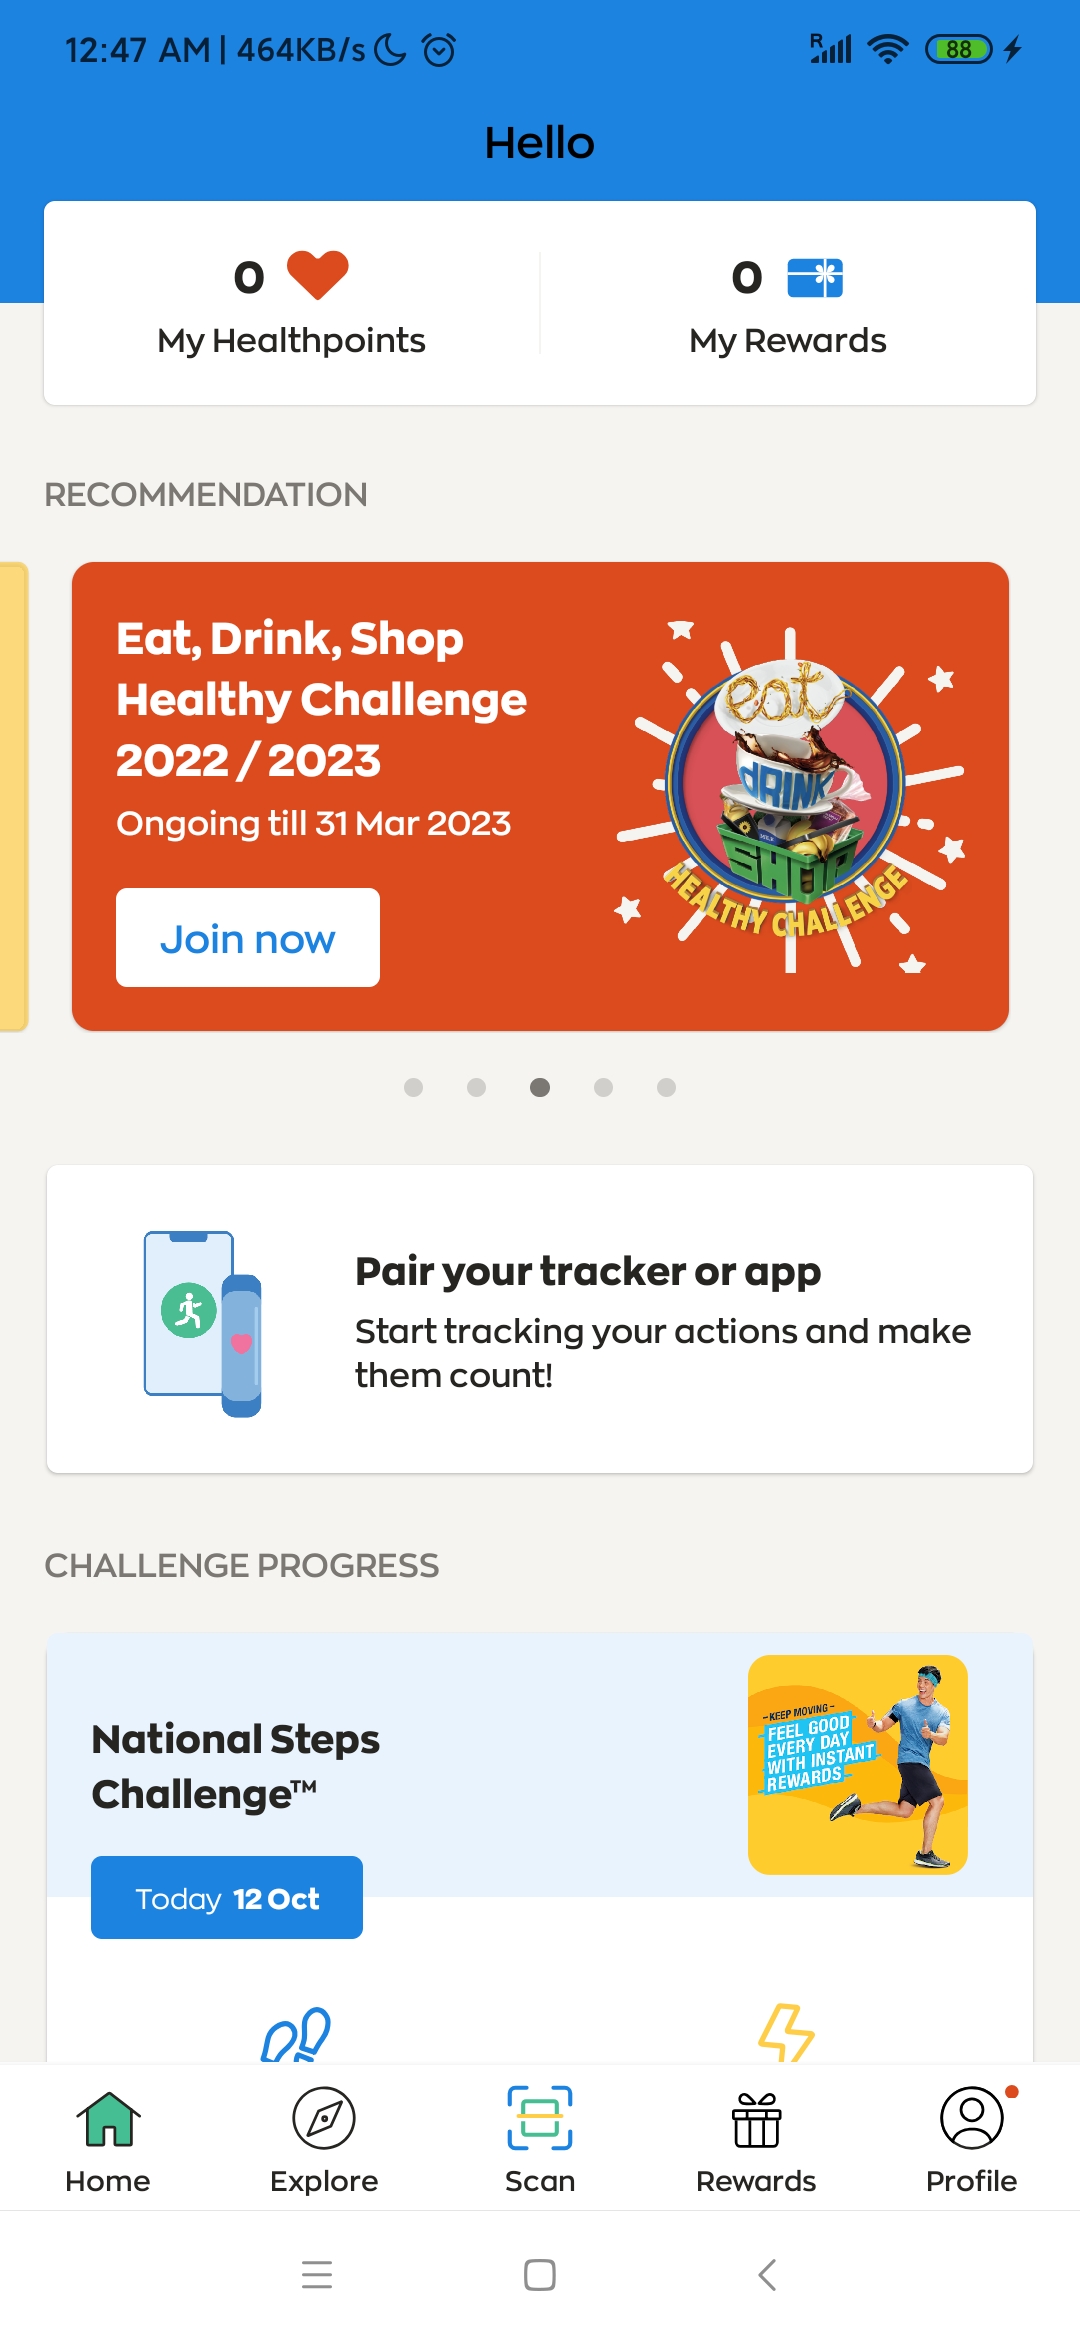 12:47 AM | 464KB/s
R
88
Hello
0
0
My Healthpoints
My Rewards
RECOMMENDATION
Eat, Drink, Shop
Healthy Challenge
2022 / 2023
Ongoing till 31 Mar 2023
Join now
eat
DRINK
SHOP
HEALTHY CHALLENGE
Pair your tracker or app
Start tracking your actions and make
them count!
CHALLENGE PROGRESS
National Steps
Challenge™
– KEEP MOVING –
FEEL GOOD
EVERY DAY
WITH INSTANT
REWARDS
Today 12 Oct
Home
Explore
Scan
Rewards
Profile